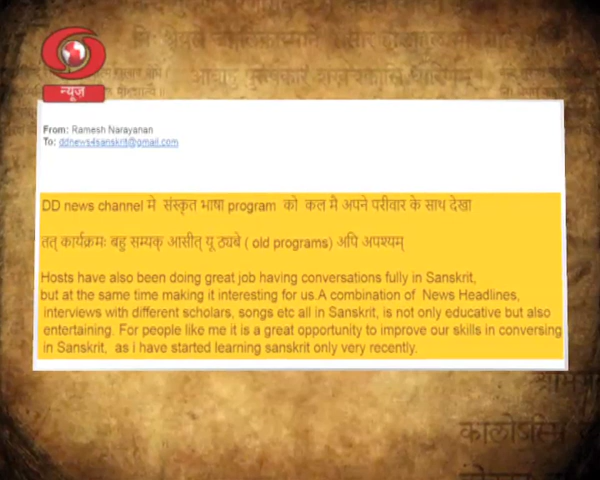 न्यूज़
From: Ramesh Narayanan
To: ddnews4sanskrit@gmail.com
DD news channel मे संस्कृत भाषा program को कल मै अपने परीवार के साथ देखा
तत् कार्यक्रमः बहु सम्यक् आसीत् यू ट्यबे ( old programs) अपि अपश्यम्
Hosts have also been doing great job having conversations fully in Sanskrit,
but at the same time making it interesting for us.A combination of News Headlines,
interviews with different scholars, songs etc all in Sanskrit, is not only educative but also
entertaining. For people like me it is a great opportunity to improve our skills in conversing
in Sanskrit, as i have started learning sanskrit only very recently.
कालोऽस्मि